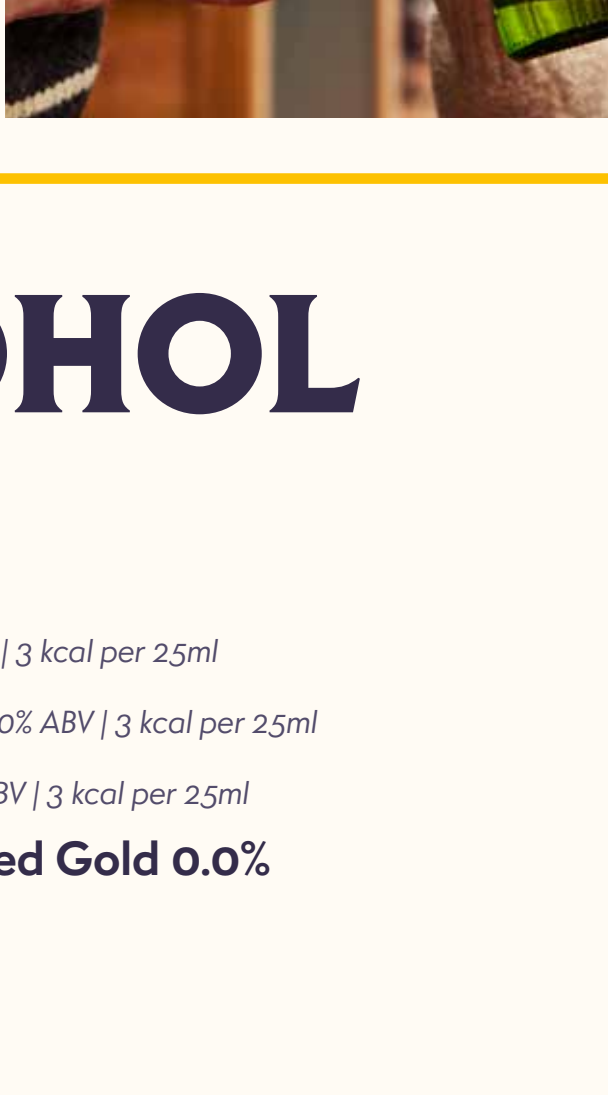 OHOL
| 3 kcal per 25ml
0% ABV | 3 kcal per 25ml
BV | 3 kcal per 25ml
ed Gold 0.0%